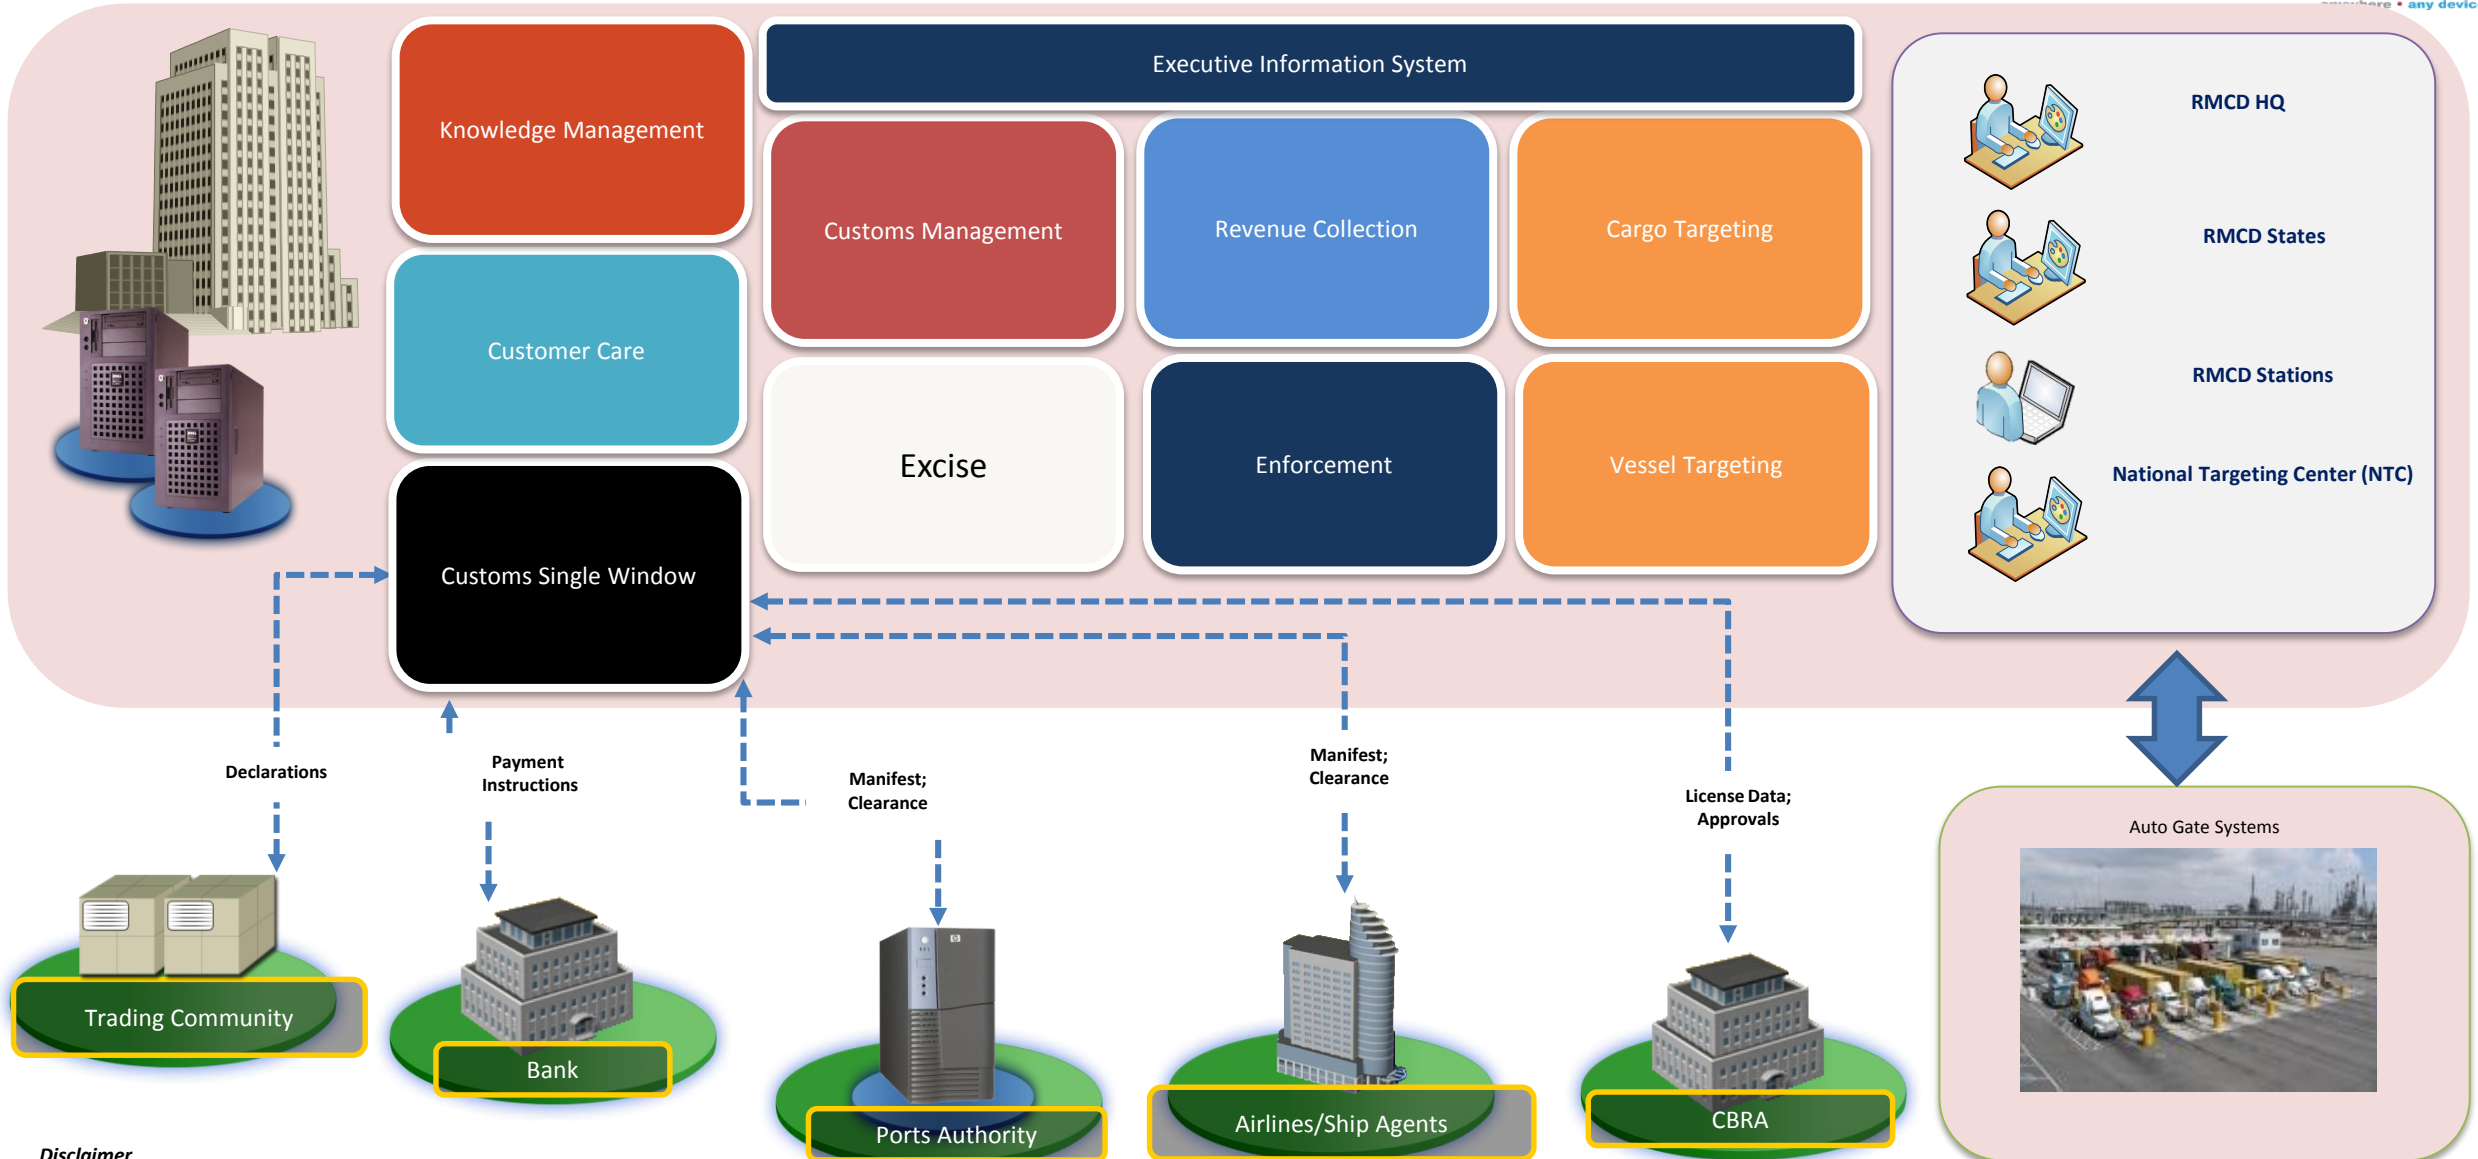 any device
Executive Information System
Knowledge Management
Customs Management
Revenue Collection
Cargo Targeting
Customer Care
Excise
Enforcement
Vessel Targeting
Customs Single Window
RMCD HQ
RMCD States
RMCD Stations
National Targeting Center (NTC)
Declarations
Payment
Instructions
Manifest;
Clearance
Manifest;
Clearance
License Data;
Approvals
Auto Gate Systems
Trading Community
Bank
Ports Authority
Airlines/Ship Agents
CBRA
Disclaimer